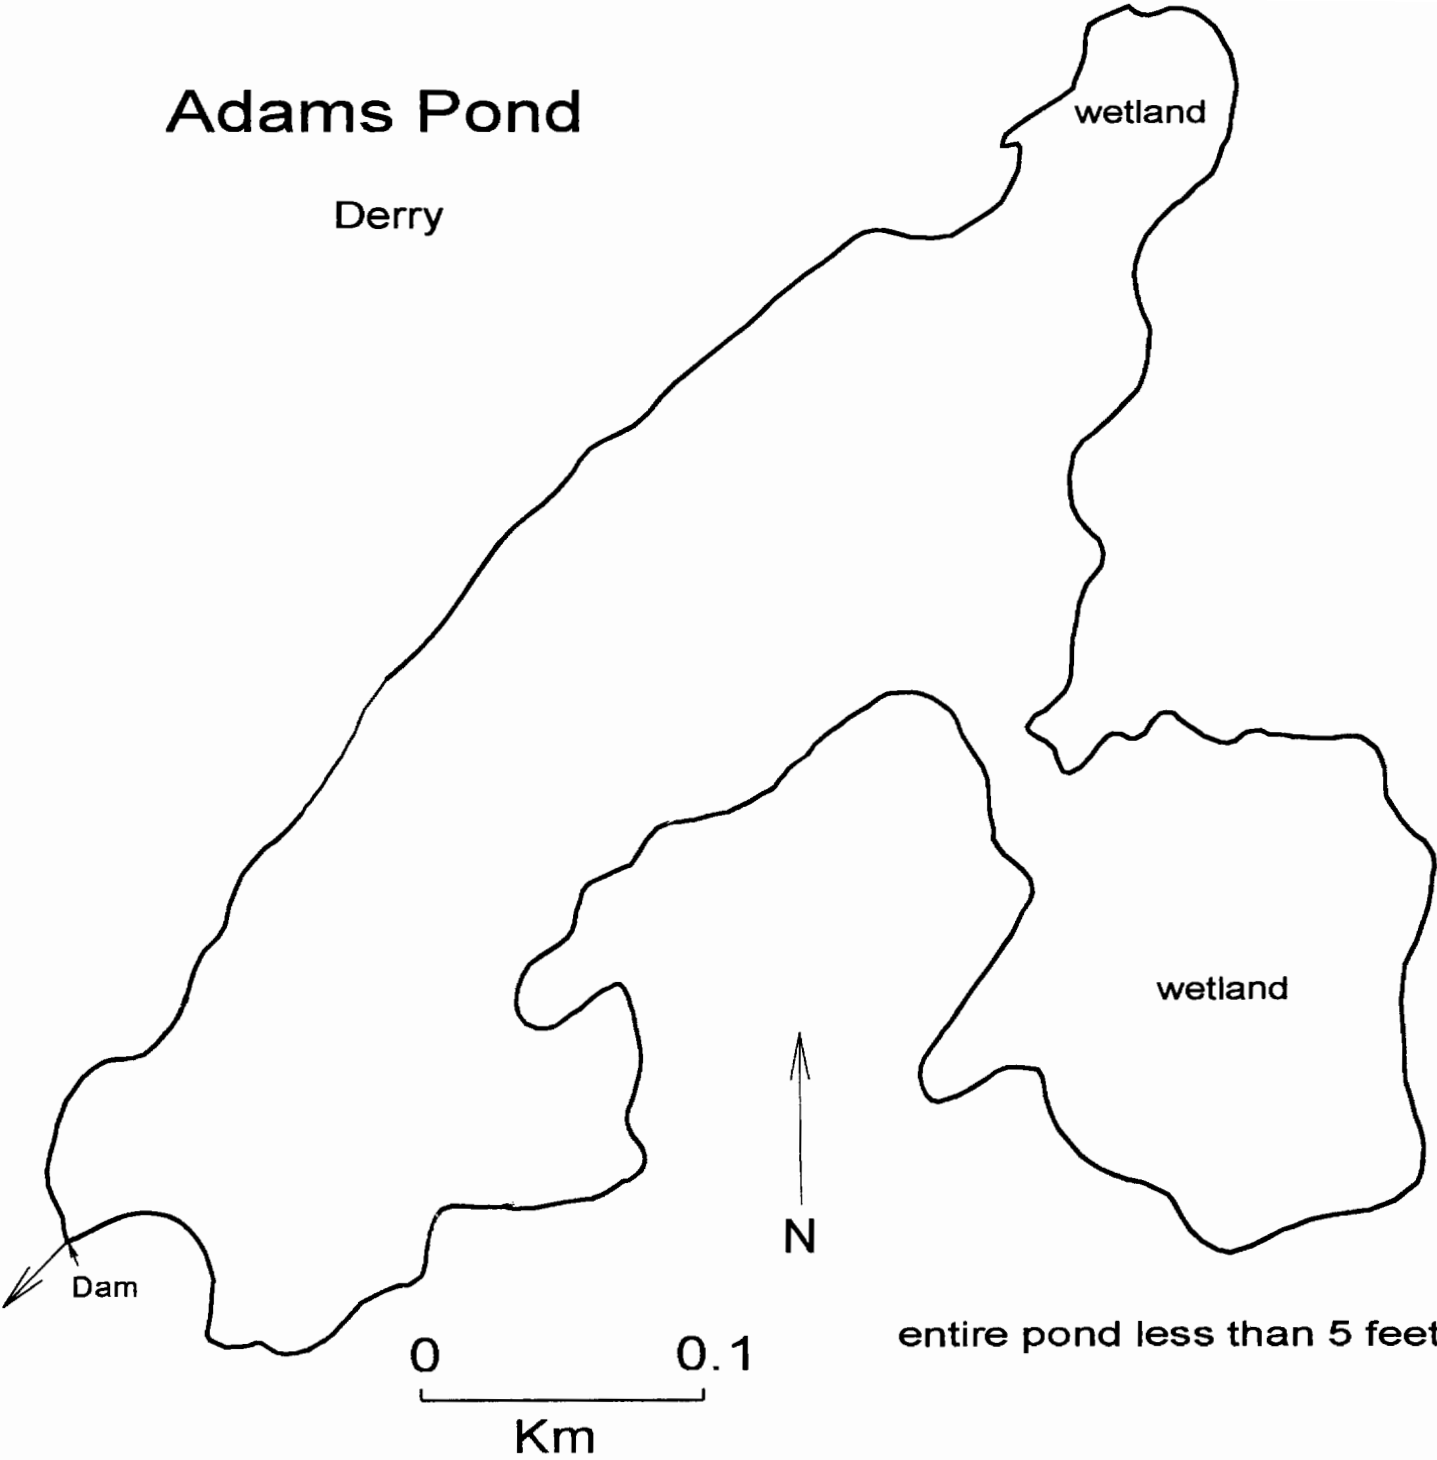 Adams Pond
Derry
wetland
wetland
N
Dam
entire pond less than 5 feet
0 0.1
Km